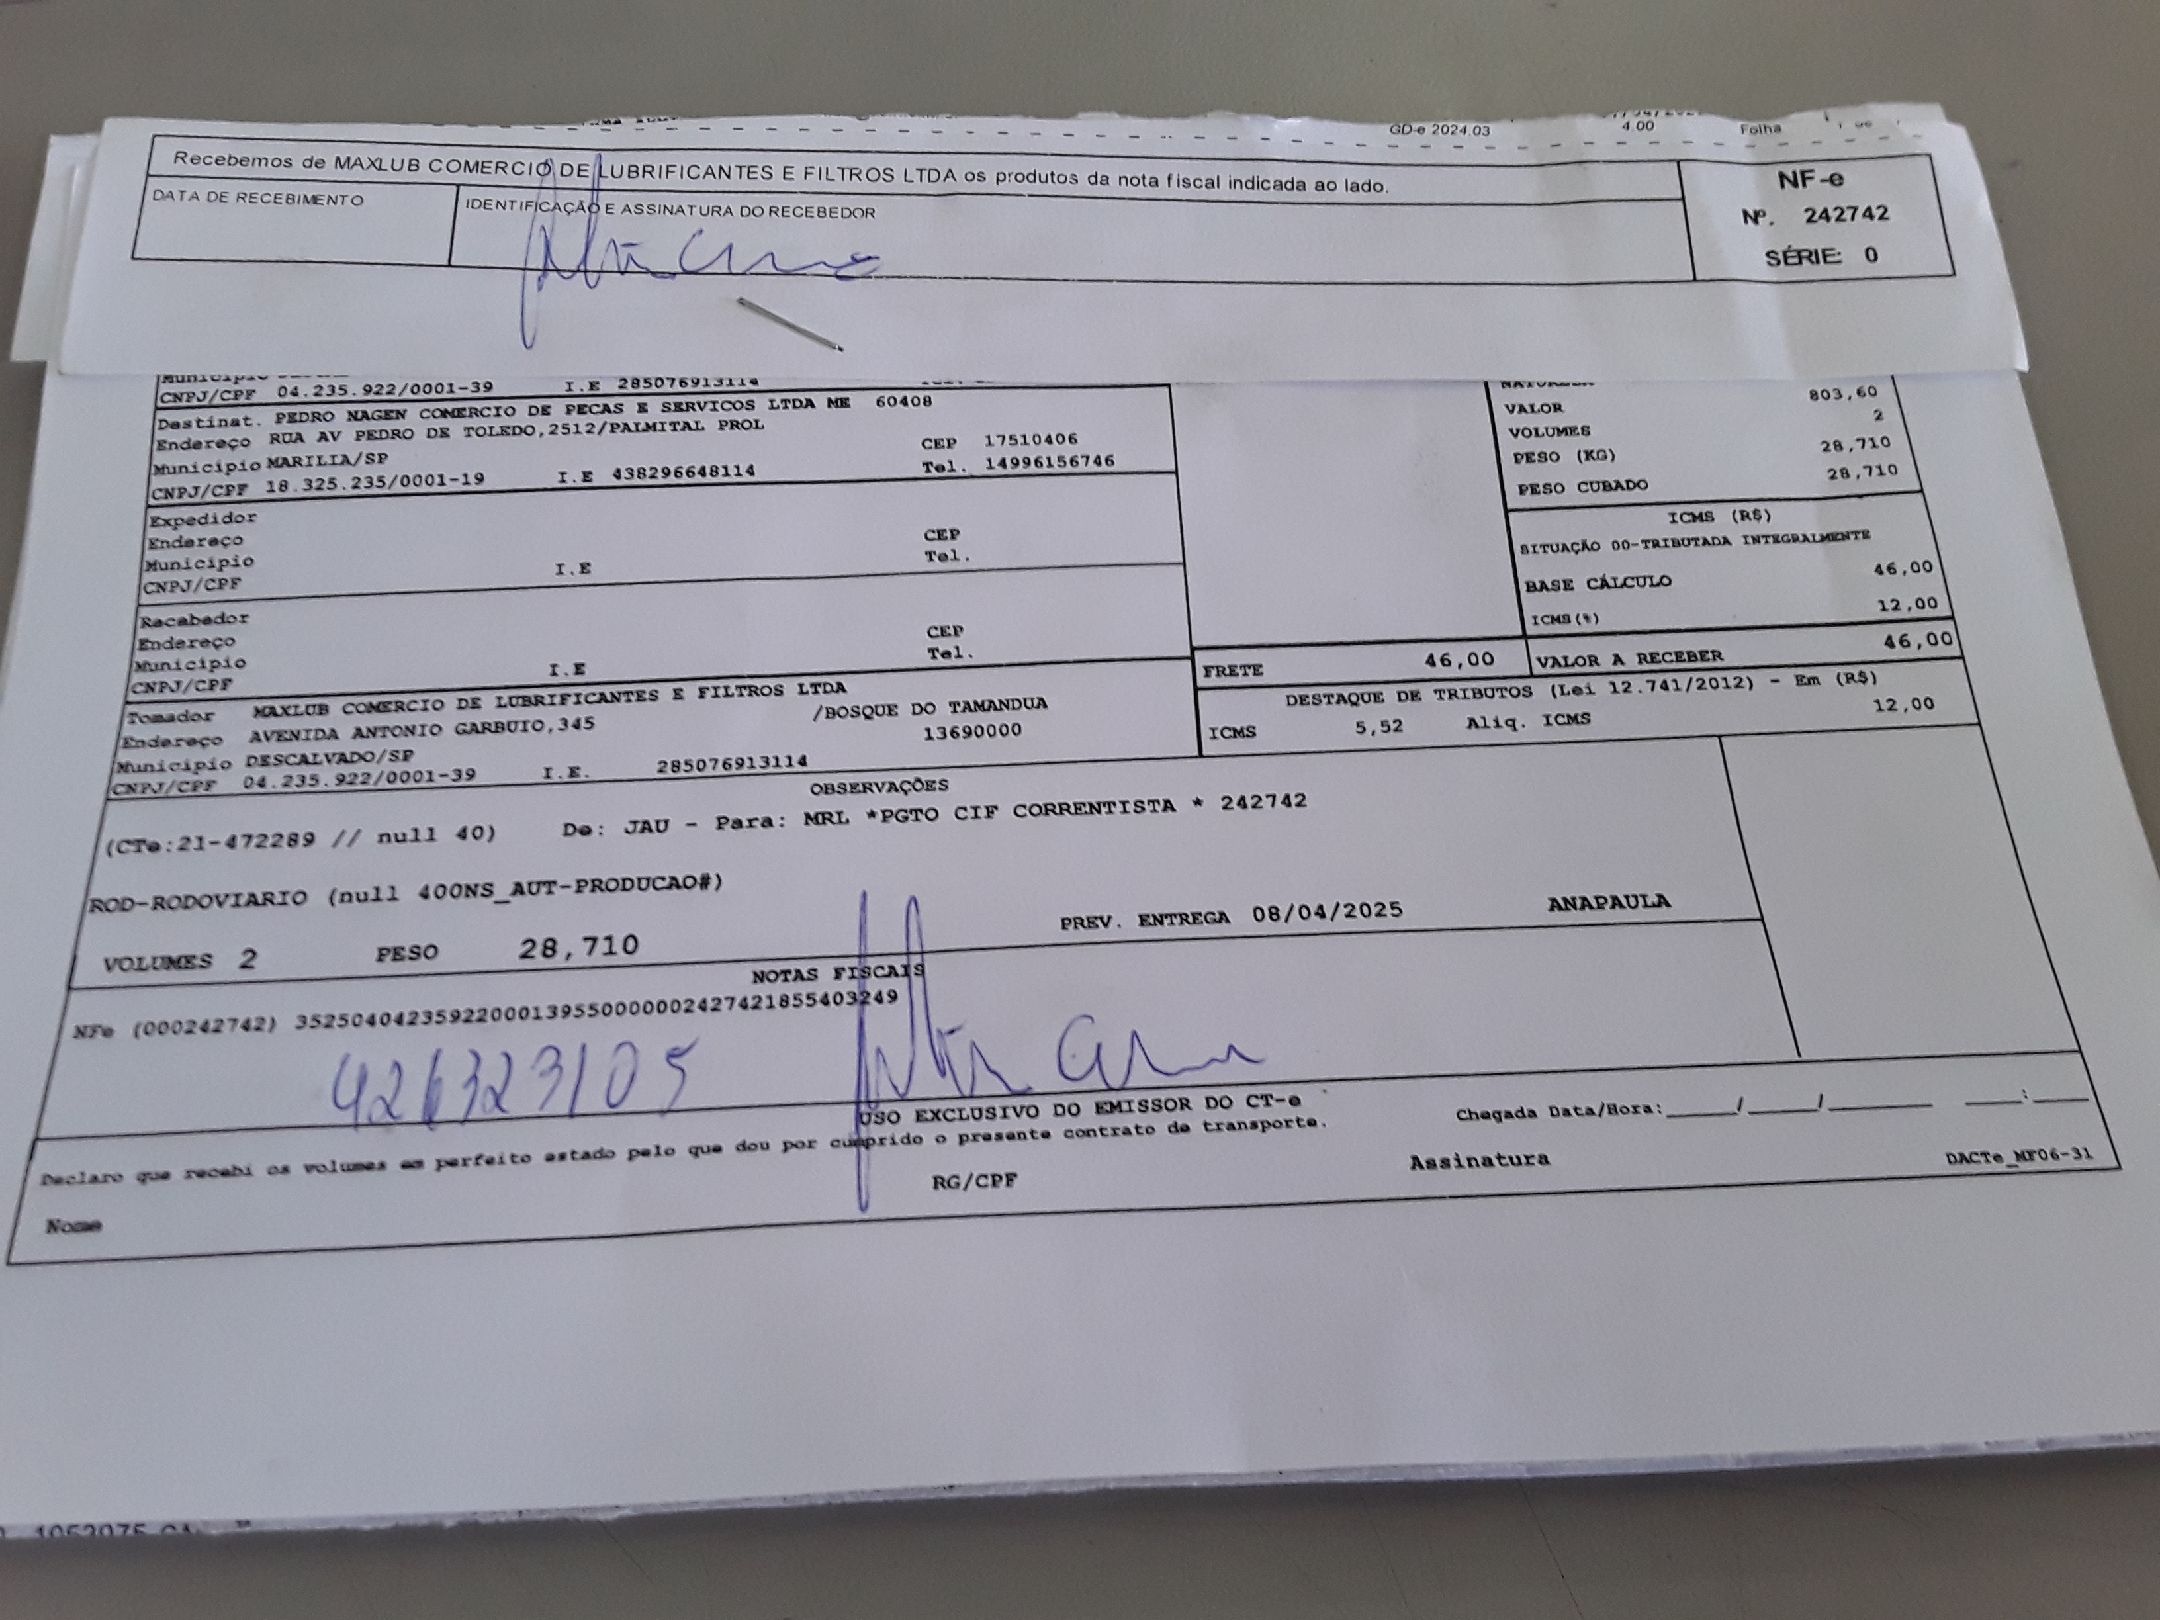 GD-e 2024.03 4.00 Folha
Recebemos de MAXLUB COMERCIO DE LUBRIFICANTES E FILTROS LTDA os produtos da nota fiscal indicada ao lado.
DATA DE RECEBIMENTO
IDENTIFICAÇÃO E ASSINATURA DO RECEBEDOR
NF-e
Nº. 242742
SÉRIE: 0
Municipio
CNPJ/CPF 04.235.922/0001-39 I.E 285076913114
Destinat. PEDRO NAGEN COMERCIO DE PECAS E SERVICOS LTDA ME 60408
Endereço RUA AV PEDRO DE TOLEDO,2512/PALMITAL PROL
Municipio MARILIA/SP CEP 17510406
CNPJ/CPF 18.325.235/0001-19 I.E 438296648114 Tel. 14996156746
Expedidor
Endereço CEP
Municipio Tel.
CNPJ/CPF I.E
Recebedor
Endereço CEP
Municipio Tel.
CNPJ/CPF I.E
Tomador MAXLUB COMERCIO DE LUBRIFICANTES E FILTROS LTDA
Endereço AVENIDA ANTONIO GARBUIO,345 /BOSQUE DO TAMANDUA
Municipio DESCALVADO/SP 13690000
CNPJ/CPF 04.235.922/0001-39 I.E. 285076913114
VALOR 803,60
VOLUMES 2
PESO (KG) 28,710
PESO CUBADO 28,710
ICMS (R$)
SITUAÇÃO 00-TRIBUTADA INTEGRALMENTE
BASE CÁLCULO 46,00
ICMS(%) 12,00
FRETE 46,00 VALOR A RECEBER 46,00
DESTAQUE DE TRIBUTOS (Lei 12.741/2012) - Em (R$)
ICMS 5,52 Aliq. ICMS 12,00
OBSERVAÇÕES
(CTe:21-472289 // null 40) De: JAU - Para: MRL *PGTO CIF CORRENTISTA * 242742
ROD-RODOVIARIO (null 400NS_AUT-PRODUCAO#)
VOLUMES 2 PESO 28,710 PREV. ENTREGA 08/04/2025 ANAPAULA
NOTAS FISCAIS
NFe (000242742) 35250404235922000139550000002427421855403249
426323105
USO EXCLUSIVO DO EMISSOR DO CT-e
Declaro que recebi os volumes em perfeito estado pelo que dou por cumprido o presente contrato de transporte.
Chegada Data/Hora:_____/_____/_______ ____:____
Nome RG/CPF Assinatura DACTe_MF06-31